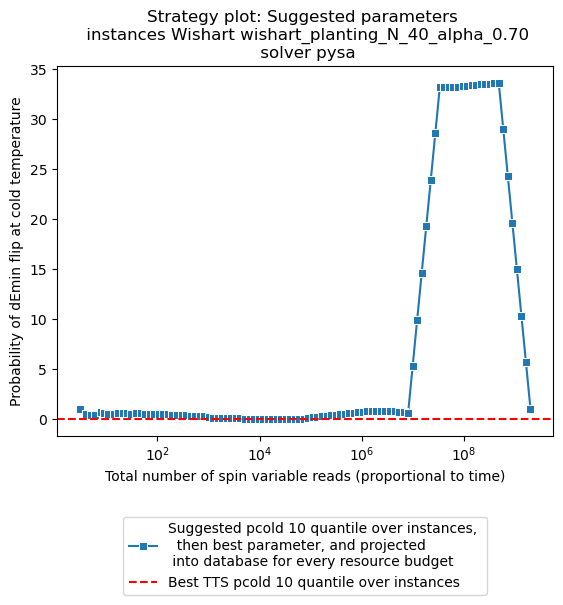 Strategy plot: Suggested parameters
instances Wishart wishart_planting_N_40_alpha_0.70
solver pysa
35
30
25
20
15
10
5
0
Probability of dEmin flip at cold temperature
10^2
10^4
10^6
10^8
Total number of spin variable reads (proportional to time)
Suggested pcold 10 quantile over instances,
then best parameter, and projected
into database for every resource budget
Best TTS pcold 10 quantile over instances